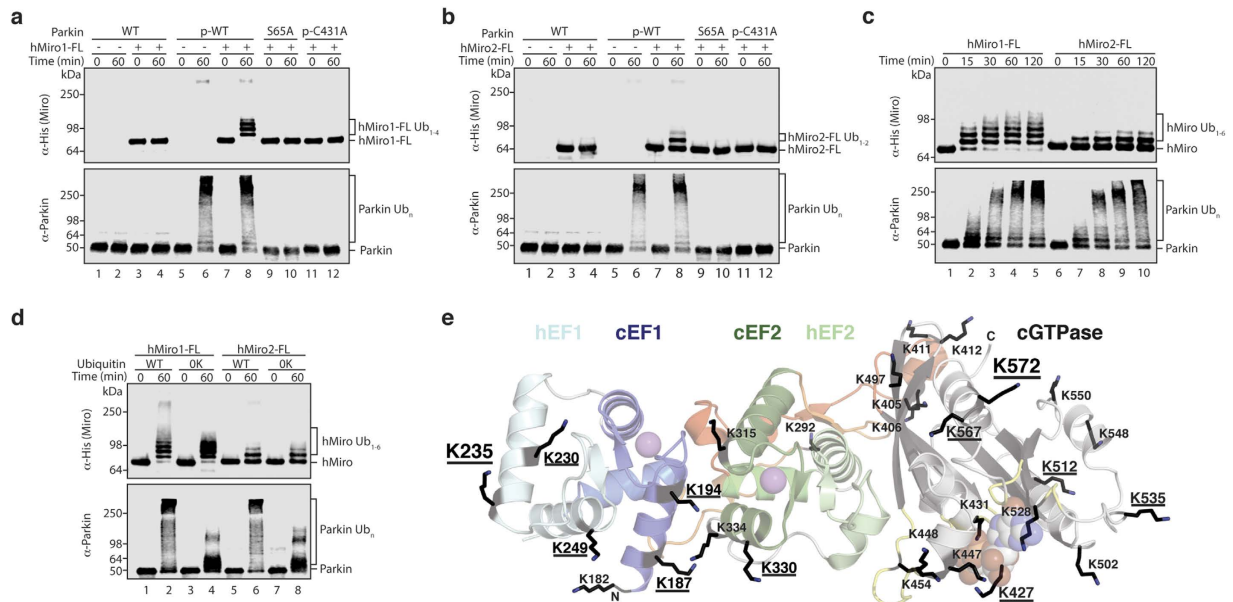 a
Parkin WT p-WT S65A p-C431A
hMiro1-FL - - + + - - + + + + + +
Time (min) 0 60 0 60 0 60 0 60 0 60 0 60
kDa
250
98
64
α-His (Miro)
hMiro1-FL Ub1-4
hMiro1-FL
250
98
64
50
α-Parkin
Parkin Ubn
Parkin
1 2 3 4 5 6 7 8 9 10 11 12
b
Parkin WT p-WT S65A p-C431A
hMiro2-FL - - + + - - + + + + + +
Time (min) 0 60 0 60 0 60 0 60 0 60 0 60
kDa
250
98
64
α-His (Miro)
hMiro2-FL Ub1-2
hMiro2-FL
250
98
64
50
α-Parkin
Parkin Ubn
Parkin
1 2 3 4 5 6 7 8 9 10 11 12
c
hMiro1-FL hMiro2-FL
Time (min) 0 15 30 60 120 0 15 30 60 120
kDa
250
98
64
α-His (Miro)
hMiro Ub1-6
hMiro
250
98
64
50
α-Parkin
Parkin Ubn
Parkin
1 2 3 4 5 6 7 8 9 10
d
hMiro1-FL hMiro2-FL
Ubiquitin WT 0K WT 0K
Time (min) 0 60 0 60 0 60 0 60
kDa
250
98
64
α-His (Miro)
hMiro Ub1-6
hMiro
250
98
64
50
α-Parkin
Parkin Ubn
Parkin
1 2 3 4 5 6 7 8
e
hEF1 cEF1 cEF2 hEF2 cGTPase
K411
K412
C
K497
K572
K405
K550
K292
K315
K406
K567
K548
K235
K230
K512
K194
K431
K528
K535
K334
K448
K249
K447
K502
K182
N
K187
K330
K454
K427